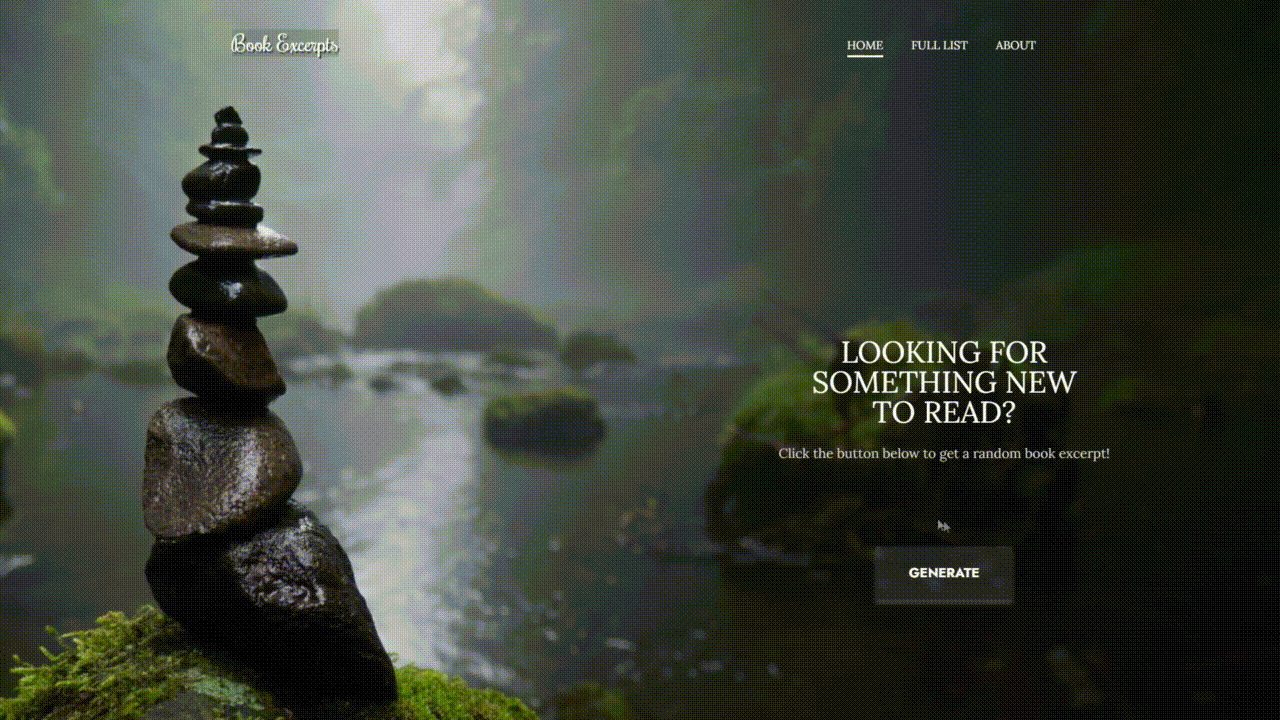 Book Excerpts
HOME FULL LIST ABOUT
LOOKING FOR
SOMETHING NEW
TO READ?
Click the button below to get a random book excerpt!
GENERATE